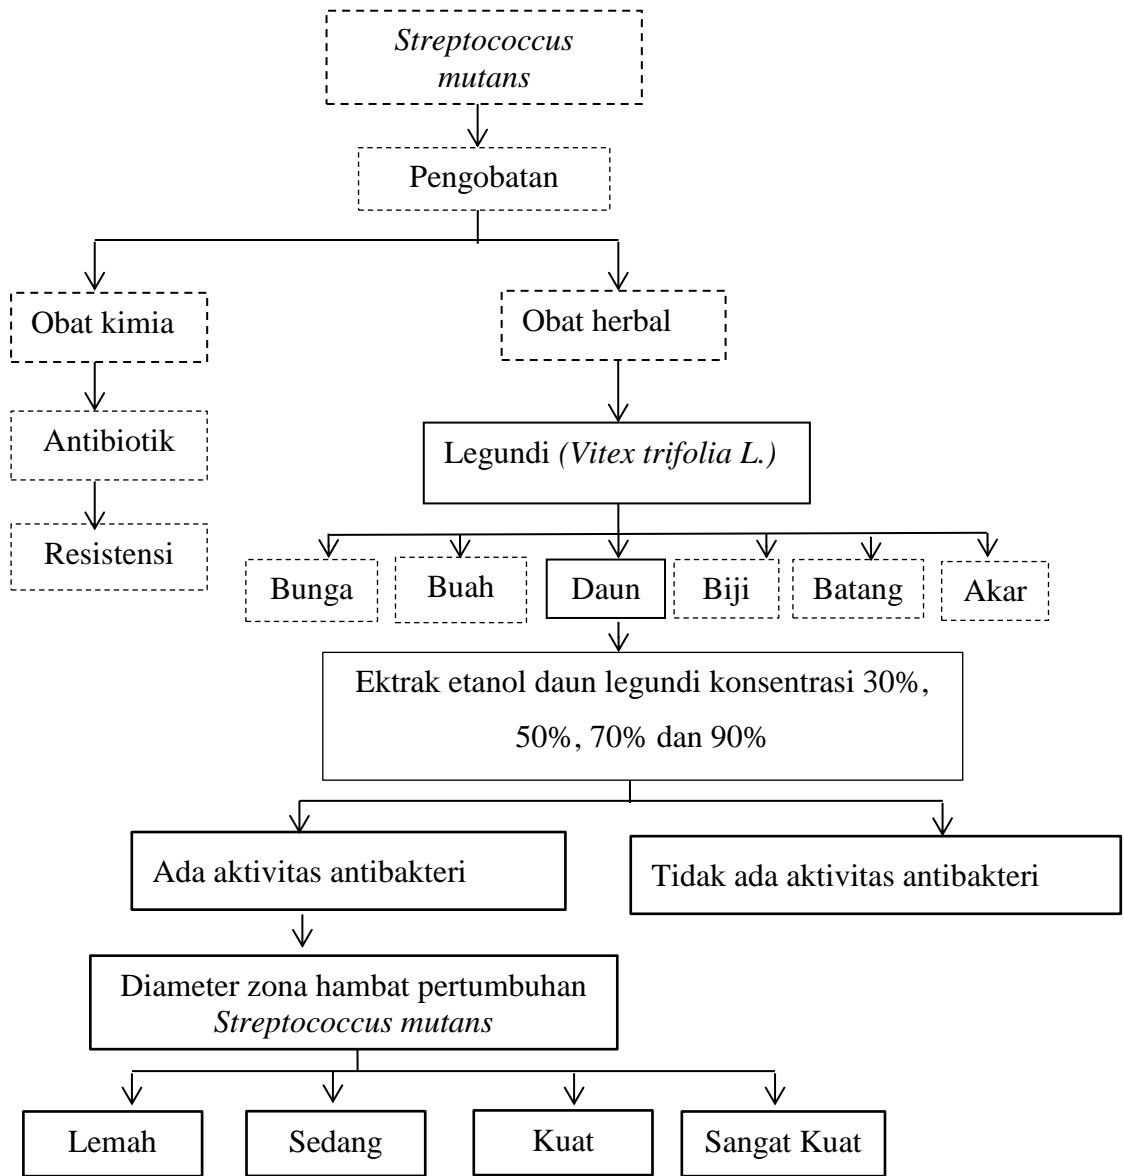 Streptococcus
mutans
Pengobatan
Obat kimia
Obat herbal
Antibiotik
Legundi (Vitex trifolia L.)
Resistensi
Bunga
Buah
Daun
Biji
Batang
Akar
Ektrak etanol daun legundi konsentrasi 30%,
50%, 70% dan 90%
Ada aktivitas antibakteri
Tidak ada aktivitas antibakteri
Diameter zona hambat pertumbuhan
Streptococcus mutans
Lemah
Sedang
Kuat
Sangat Kuat